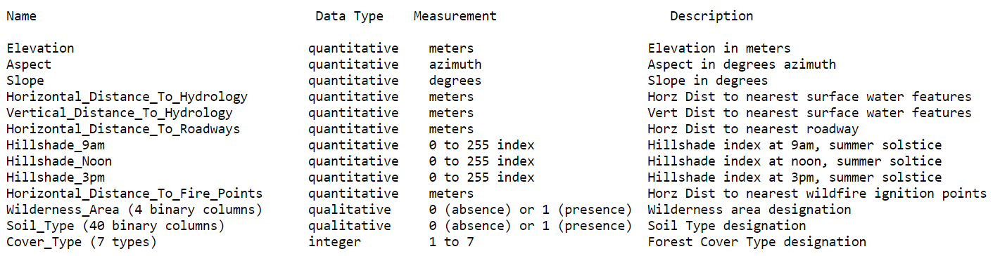 Name Data Type Measurement Description
Elevation quantitative meters Elevation in meters
Aspect quantitative azimuth Aspect in degrees azimuth
Slope quantitative degrees Slope in degrees
Horizontal_Distance_To_Hydrology quantitative meters Horz Dist to nearest surface water features
Vertical_Distance_To_Hydrology quantitative meters Vert Dist to nearest surface water features
Horizontal_Distance_To_Roadways quantitative meters Horz Dist to nearest roadway
Hillshade_9am quantitative 0 to 255 index Hillshade index at 9am, summer solstice
Hillshade_Noon quantitative 0 to 255 index Hillshade index at noon, summer soltice
Hillshade_3pm quantitative 0 to 255 index Hillshade index at 3pm, summer solstice
Horizontal_Distance_To_Fire_Points quantitative meters Horz Dist to nearest wildfire ignition points
Wilderness_Area (4 binary columns) qualitative 0 (absence) or 1 (presence) Wilderness area designation
Soil_Type (40 binary columns) qualitative 0 (absence) or 1 (presence) Soil Type designation
Cover_Type (7 types) integer 1 to 7 Forest Cover Type designation